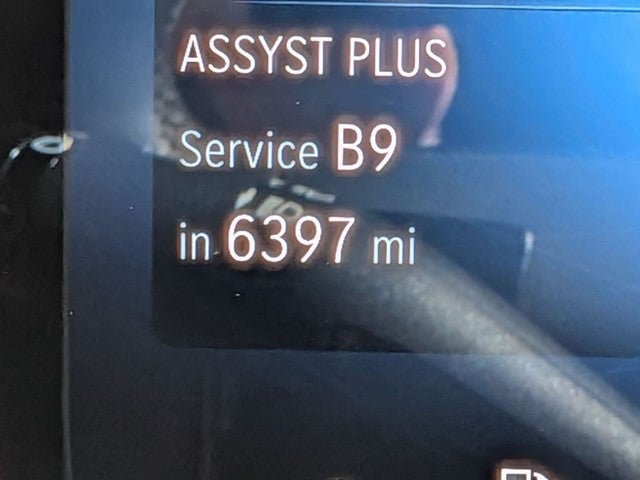 ASSYST PLUS
Service B9
in 6397 mi